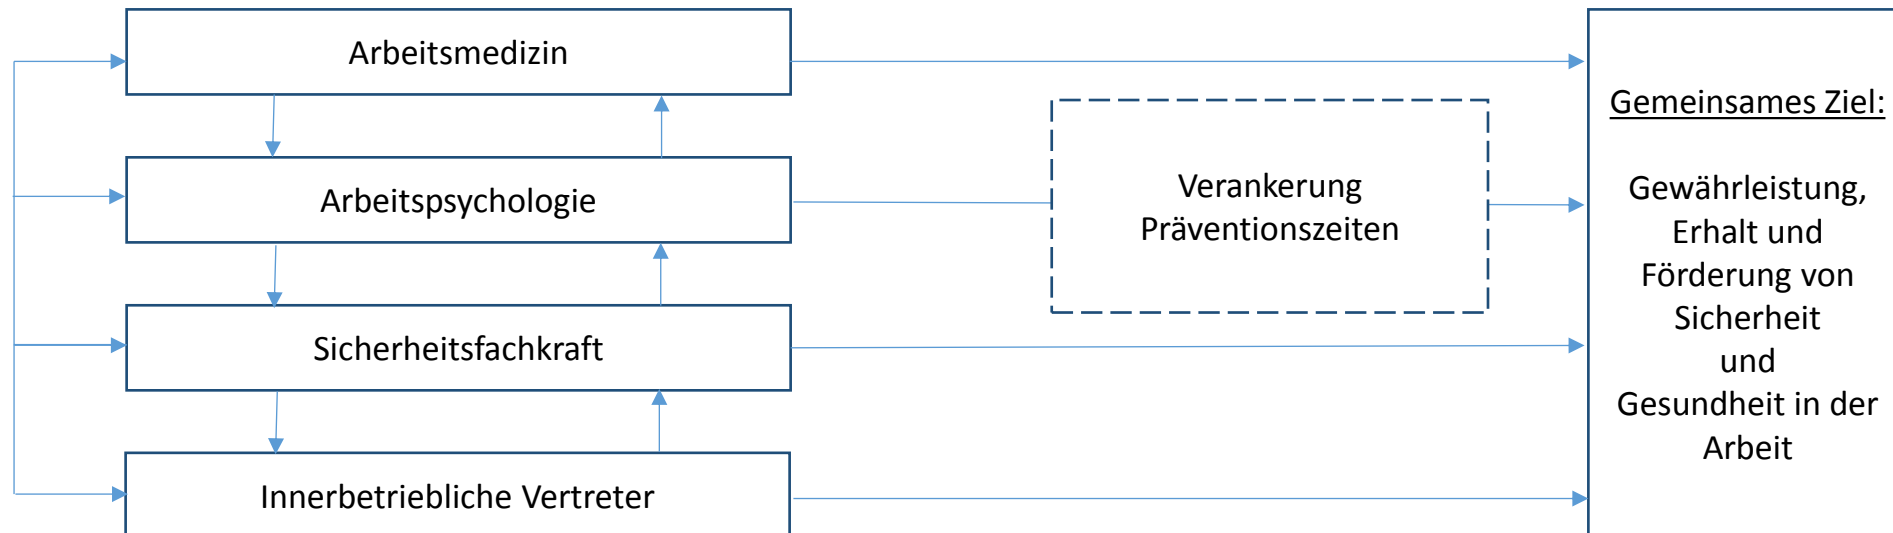 Arbeitsmedizin
Arbeitspsychologie
Sicherheitsfachkraft
Innerbetriebliche Vertreter
Verankerung
Präventionszeiten
Gemeinsames Ziel:
Gewährleistung,
Erhalt und
Förderung von
Sicherheit
und
Gesundheit in der
Arbeit